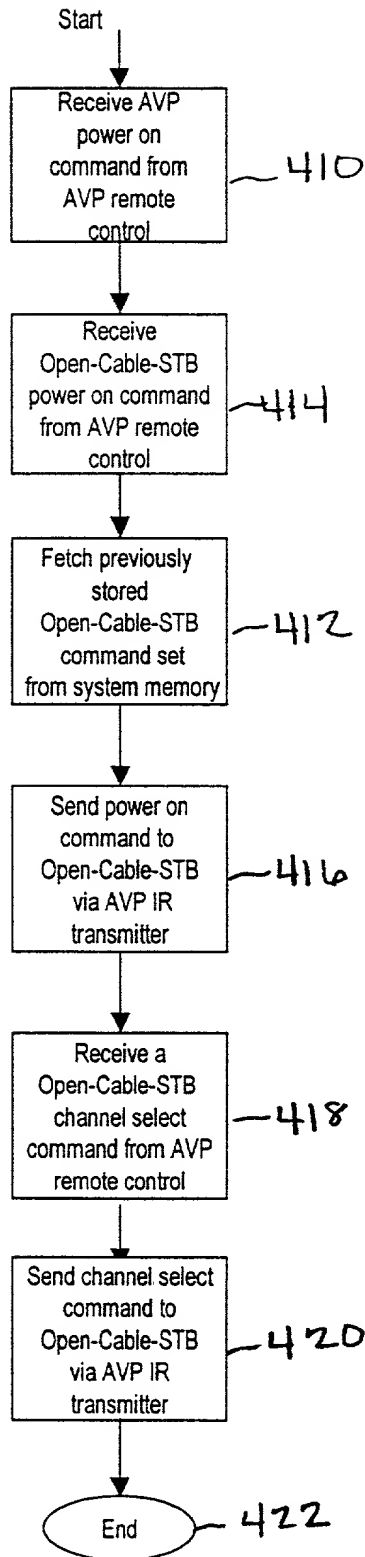 Start
Receive AVP
power on
command from
AVP remote
control
410
Receive
Open-Cable-STB
power on command
from AVP remote
control
414
Fetch previously
stored
Open-Cable-STB
command set
from system memory
412
Send power on
command to
Open-Cable-STB
via AVP IR
transmitter
416
Receive a
Open-Cable-STB
channel select
command from AVP
remote control
418
Send channel select
command to
Open-Cable-STB
via AVP IR
transmitter
420
End
422